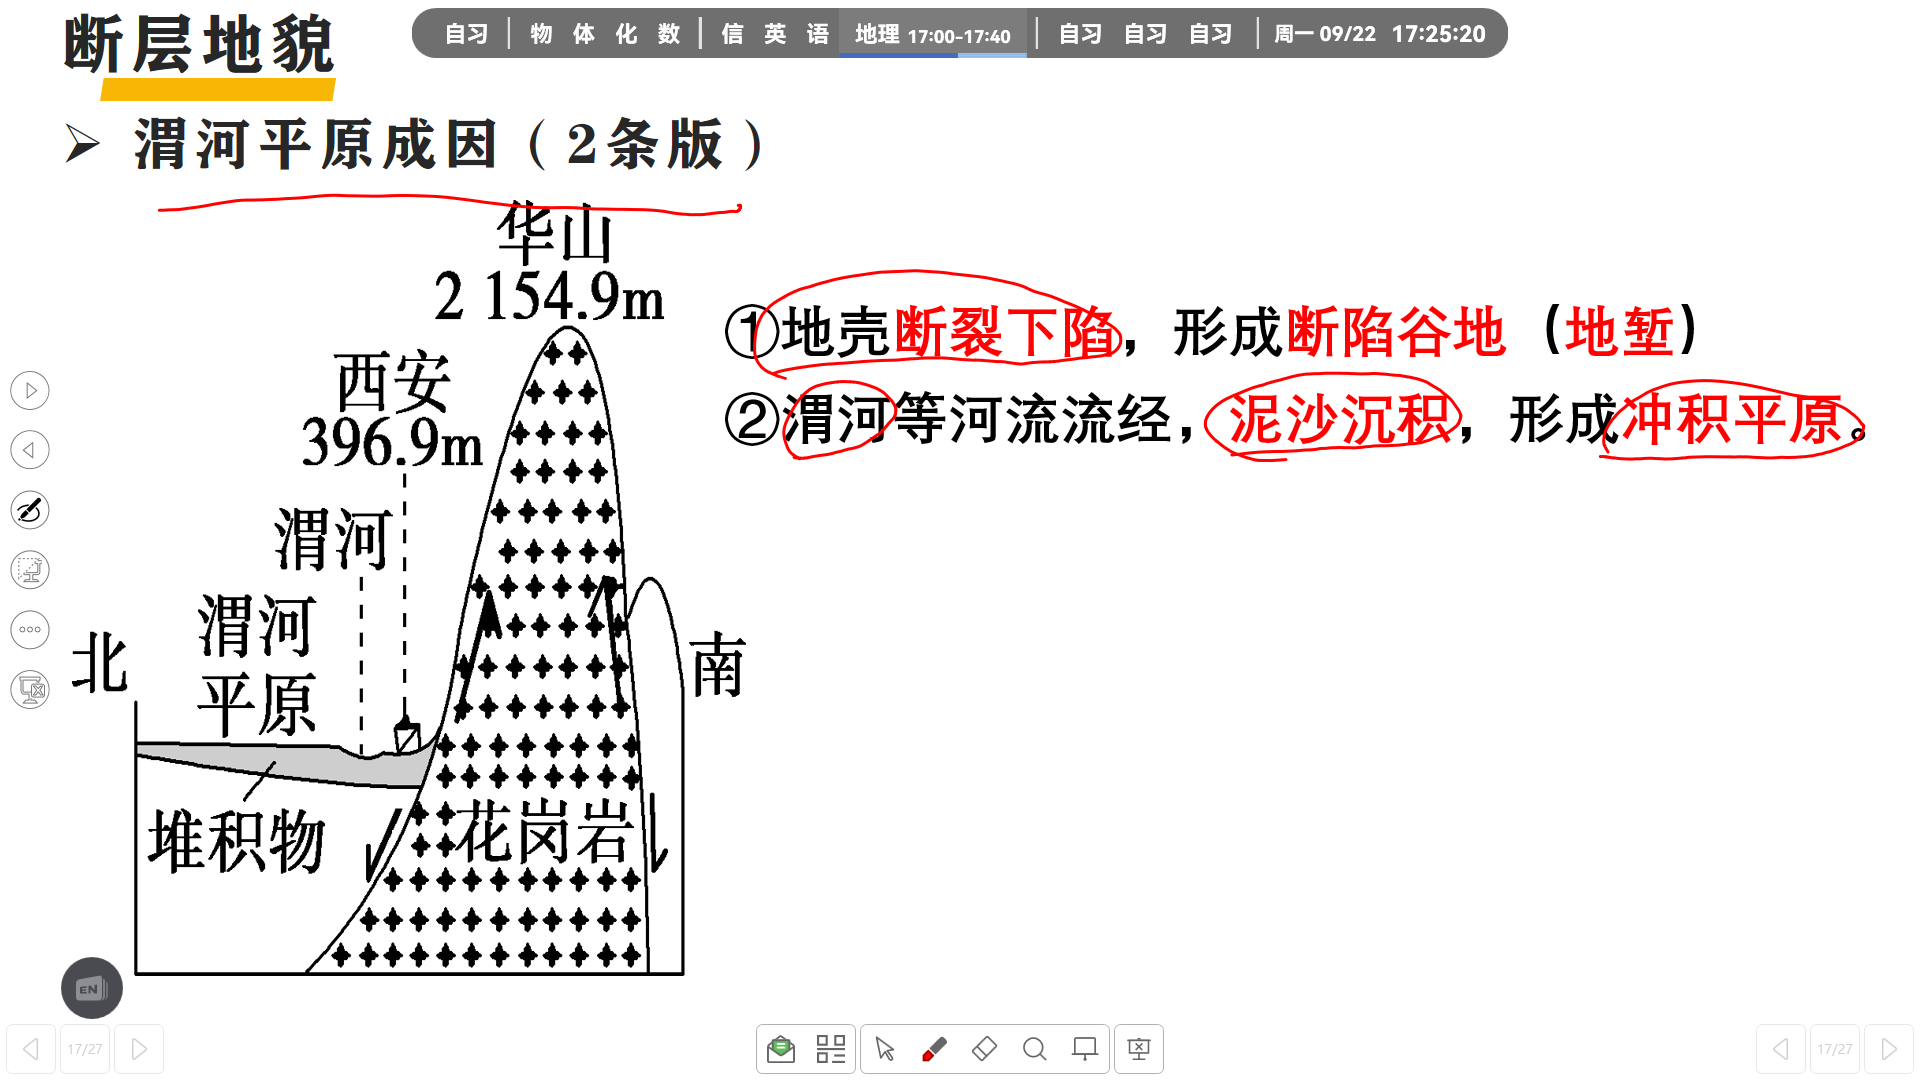 断层地貌
自习 物 体 化 数 信 英 语 地理 17:00-17:40 自习 自习 自习 周一 09/22 17:25:20
渭河平原成因（2条版）
华山
2 154.9m
西安
396.9m
渭河
渭河
平原
北
南
堆积物
花岗岩
①地壳断裂下陷，形成断陷谷地（地堑）
②渭河等河流流经，泥沙沉积，形成冲积平原。
EN
17/27
17/27